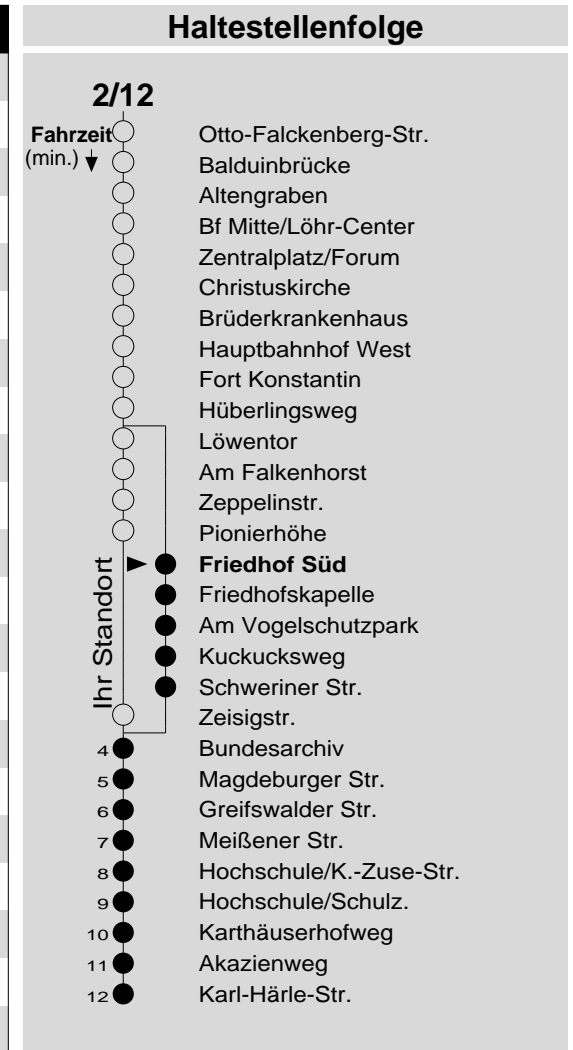 Haltestellenfolge
2/12
Fahrzeit
(min.)
Otto-Falckenberg-Str.
Balduinbrücke
Altengraben
Bf Mitte/Löhr-Center
Zentralplatz/Forum
Christuskirche
Brüderkrankenhaus
Hauptbahnhof West
Fort Konstantin
Hüberlingsweg
Löwentor
Am Falkenhorst
Zeppelinstr.
Pionierhöhe
Ihr Standort
Friedhof Süd
Friedhofskapelle
Am Vogelschutzpark
Kuckucksweg
Schweriner Str.
Zeisigstr.
4 Bundesarchiv
5 Magdeburger Str.
6 Greifswalder Str.
7 Meißener Str.
8 Hochschule/K.-Zuse-Str.
9 Hochschule/Schulz.
10 Karthäuserhofweg
11 Akazienweg
12 Karl-Härle-Str.